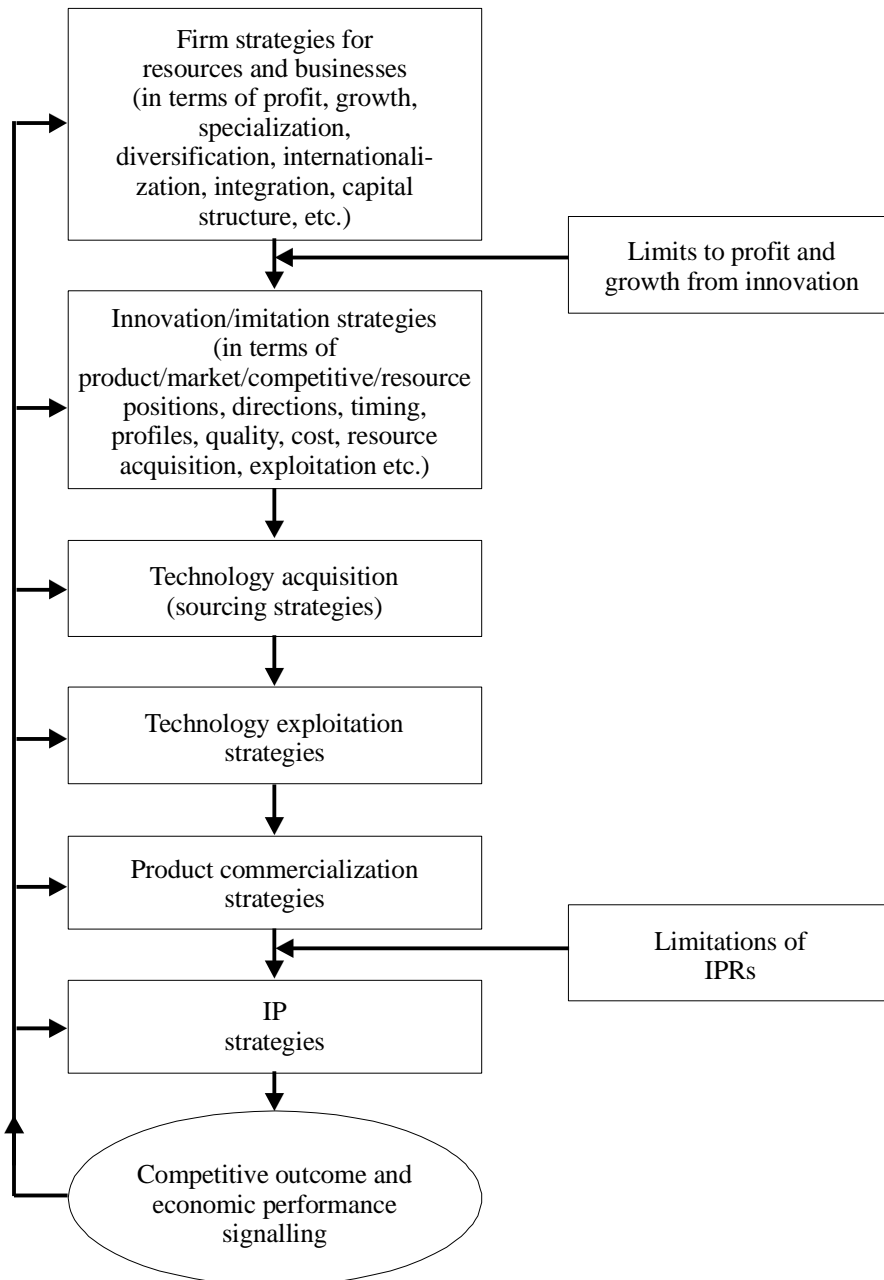 Firm strategies for
resources and businesses
(in terms of profit, growth,
specialization,
diversification, internationali-
zation, integration, capital
structure, etc.)
Limits to profit and
growth from innovation
Innovation/imitation strategies
(in terms of
product/market/competitive/resource
positions, directions, timing,
profiles, quality, cost, resource
acquisition, exploitation etc.)
Technology acquisition
(sourcing strategies)
Technology exploitation
strategies
Product commercialization
strategies
Limitations of
IPRs
IP
strategies
Competitive outcome and
economic performance
signalling